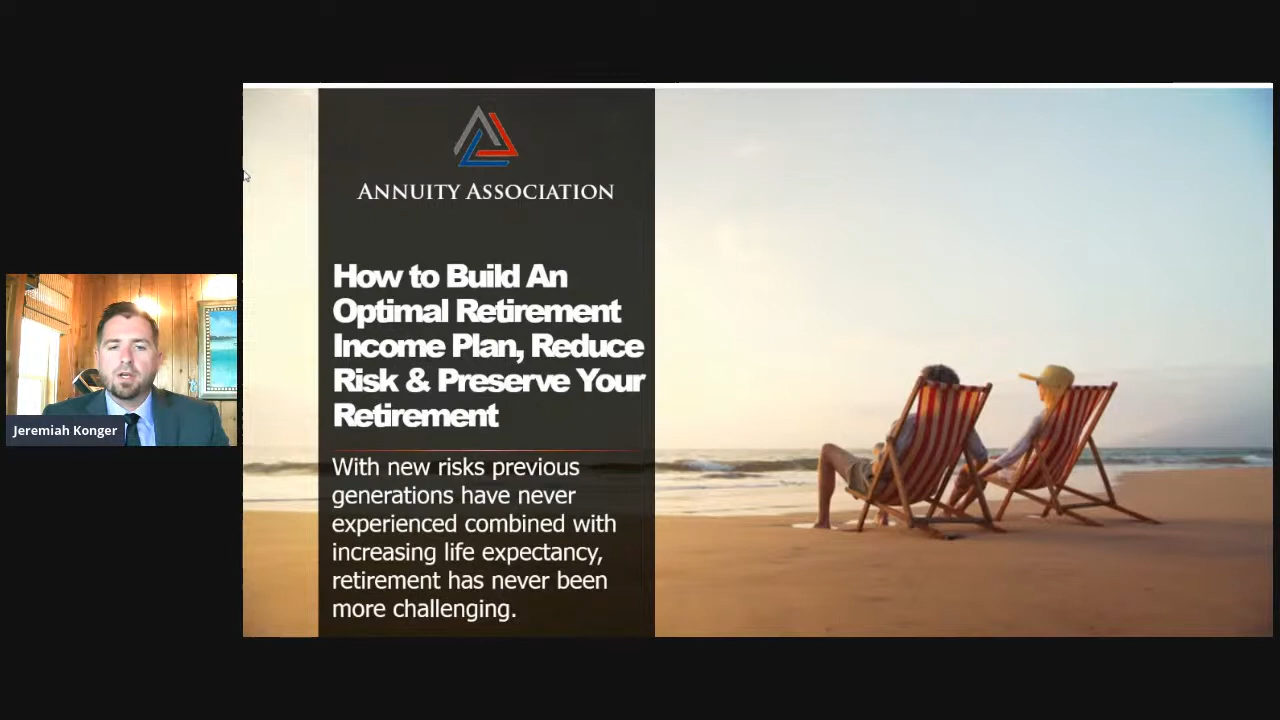 ANNUITY ASSOCIATION
How to Build An
Optimal Retirement
Income Plan, Reduce
Risk & Preserve Your
Retirement
With new risks previous
generations have never
experienced combined with
increasing life expectancy,
retirement has never been
more challenging.
Jeremiah Konger